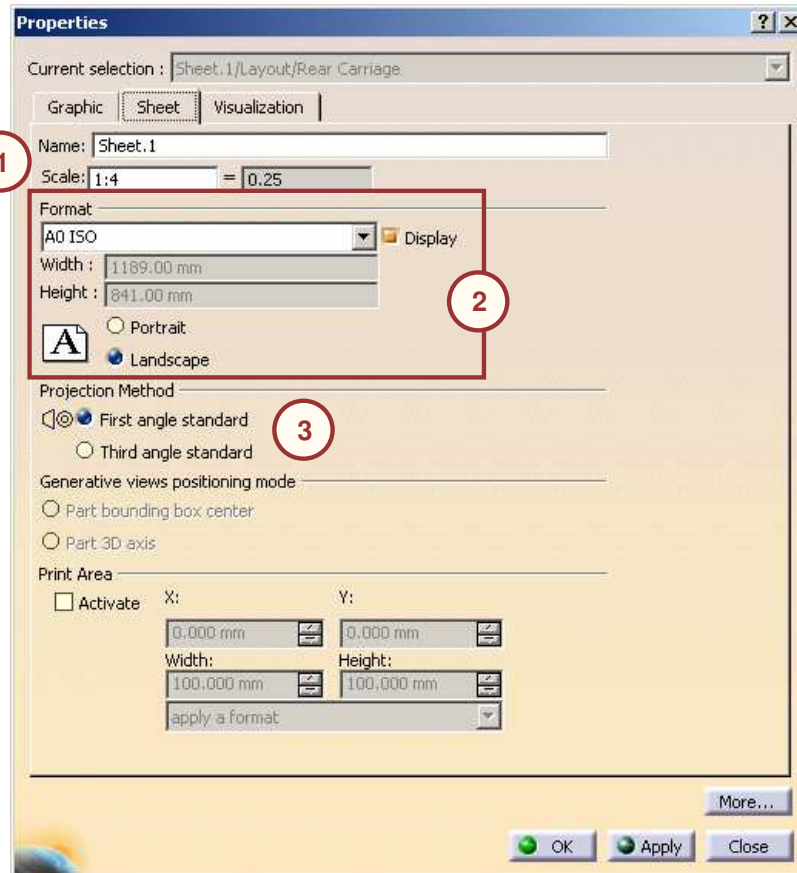 Properties
? X
Current selection : Sheet.1/Layout/Rear Carriage
Graphic Sheet Visualization
1
Name: Sheet.1
Scale: 1:4 = 0.25
Format
A0 ISO Display
Width : 1189.00 mm
Height : 841.00 mm
2
A
Portrait
Landscape
Projection Method
First angle standard
3
Third angle standard
Generative views positioning mode
Part bounding box center
Part 3D axis
Print Area
Activate X: Y:
0.000 mm 0.000 mm
Width: Height:
100.000 mm 100.000 mm
apply a format
More...
OK Apply Close